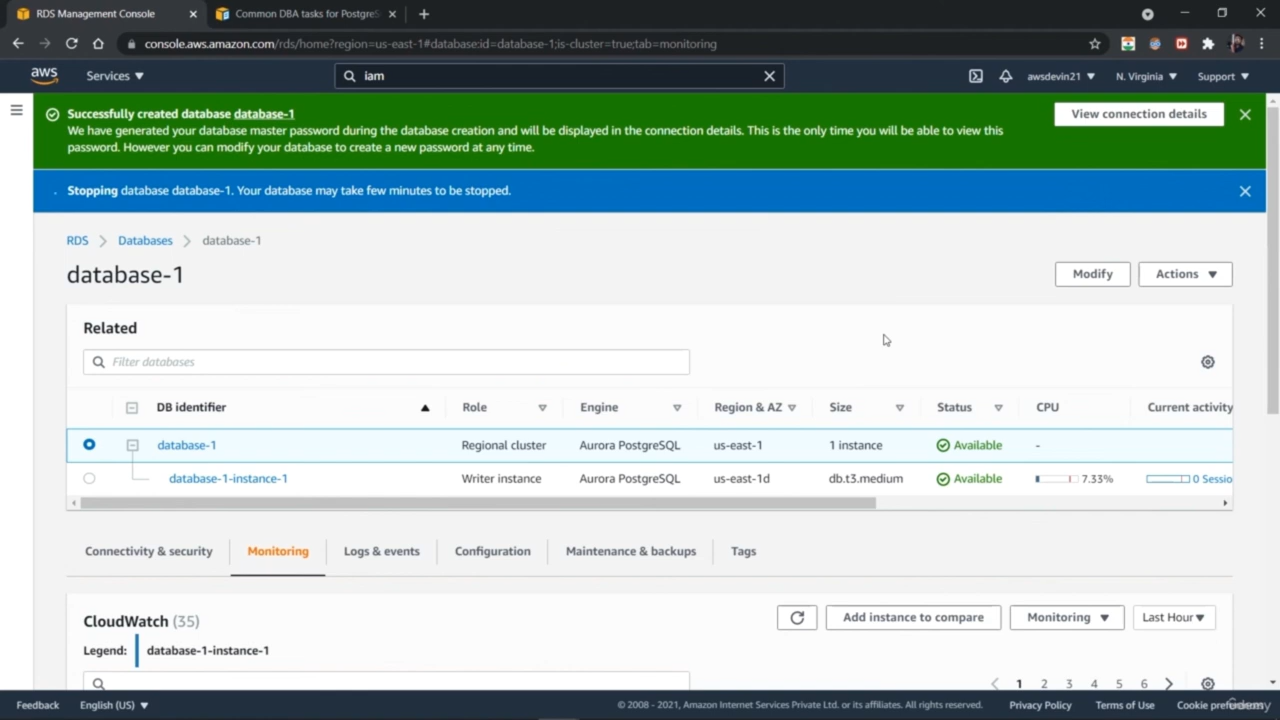 RDS Management Console
Common DBA tasks for PostgreS
console.aws.amazon.com/rds/home?region=us-east-1#database:id=database-1;is-cluster=true;tab=monitoring
aws Services iam awsdevin21 N. Virginia Support
Successfully created database database-1
View connection details
We have generated your database master password during the database creation and will be displayed in the connection details. This is the only time you will be able to view this
password. However you can modify your database to create a new password at any time.
Stopping database database-1. Your database may take few minutes to be stopped.
RDS Databases database-1
database-1 Modify Actions
Related
Filter databases
DB identifier Role Engine Region & AZ Size Status CPU Current activity
database-1 Regional cluster Aurora PostgreSQL us-east-1 1 instance Available -
database-1-instance-1 Writer instance Aurora PostgreSQL us-east-1d db.t3.medium Available 7.33% 0 Sessio
Connectivity & security Monitoring Logs & events Configuration Maintenance & backups Tags
CloudWatch (35) Add instance to compare Monitoring Last Hour
Legend: database-1-instance-1
1 2 3 4 5 6
Feedback English (US) © 2008 - 2021, Amazon Internet Services Private Ltd. or its affiliates. All rights reserved. Privacy Policy Terms of Use Cookie